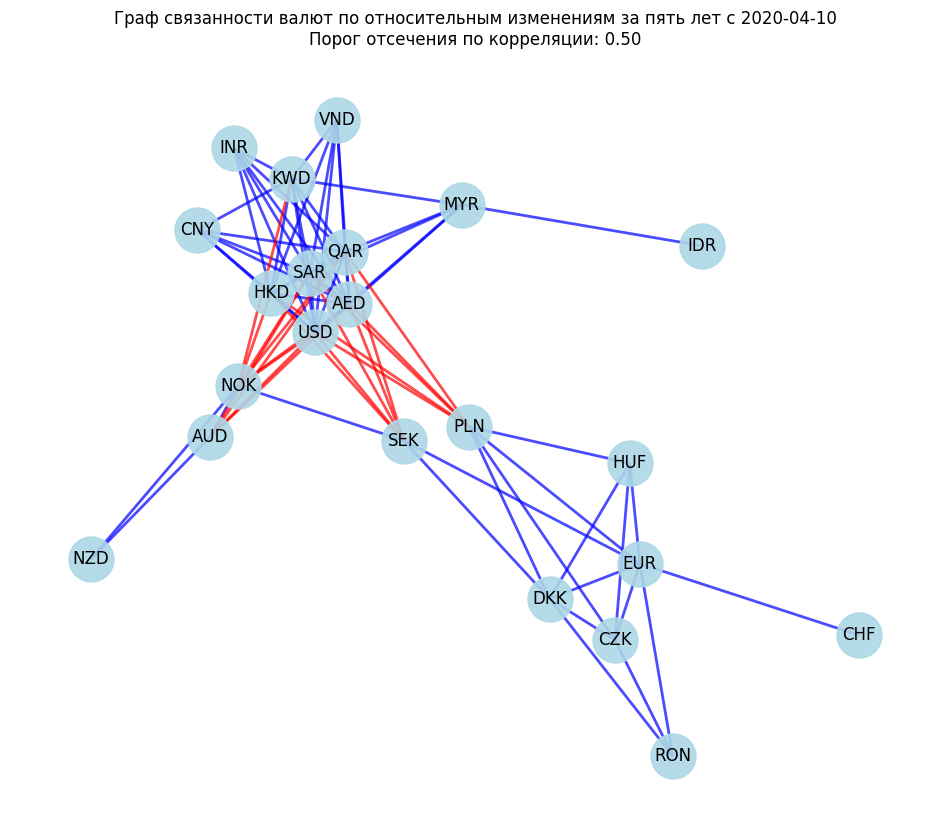 Граф связанности валют по относительным изменениям за пять лет с 2020-04-10
Порог отсечения по корреляции: 0.50
VND
INR
KWD
MYR
CNY
IDR
QAR
SAR
HKD
AED
USD
NOK
PLN
AUD
SEK
HUF
NZD
EUR
DKK
CZK
CHF
RON